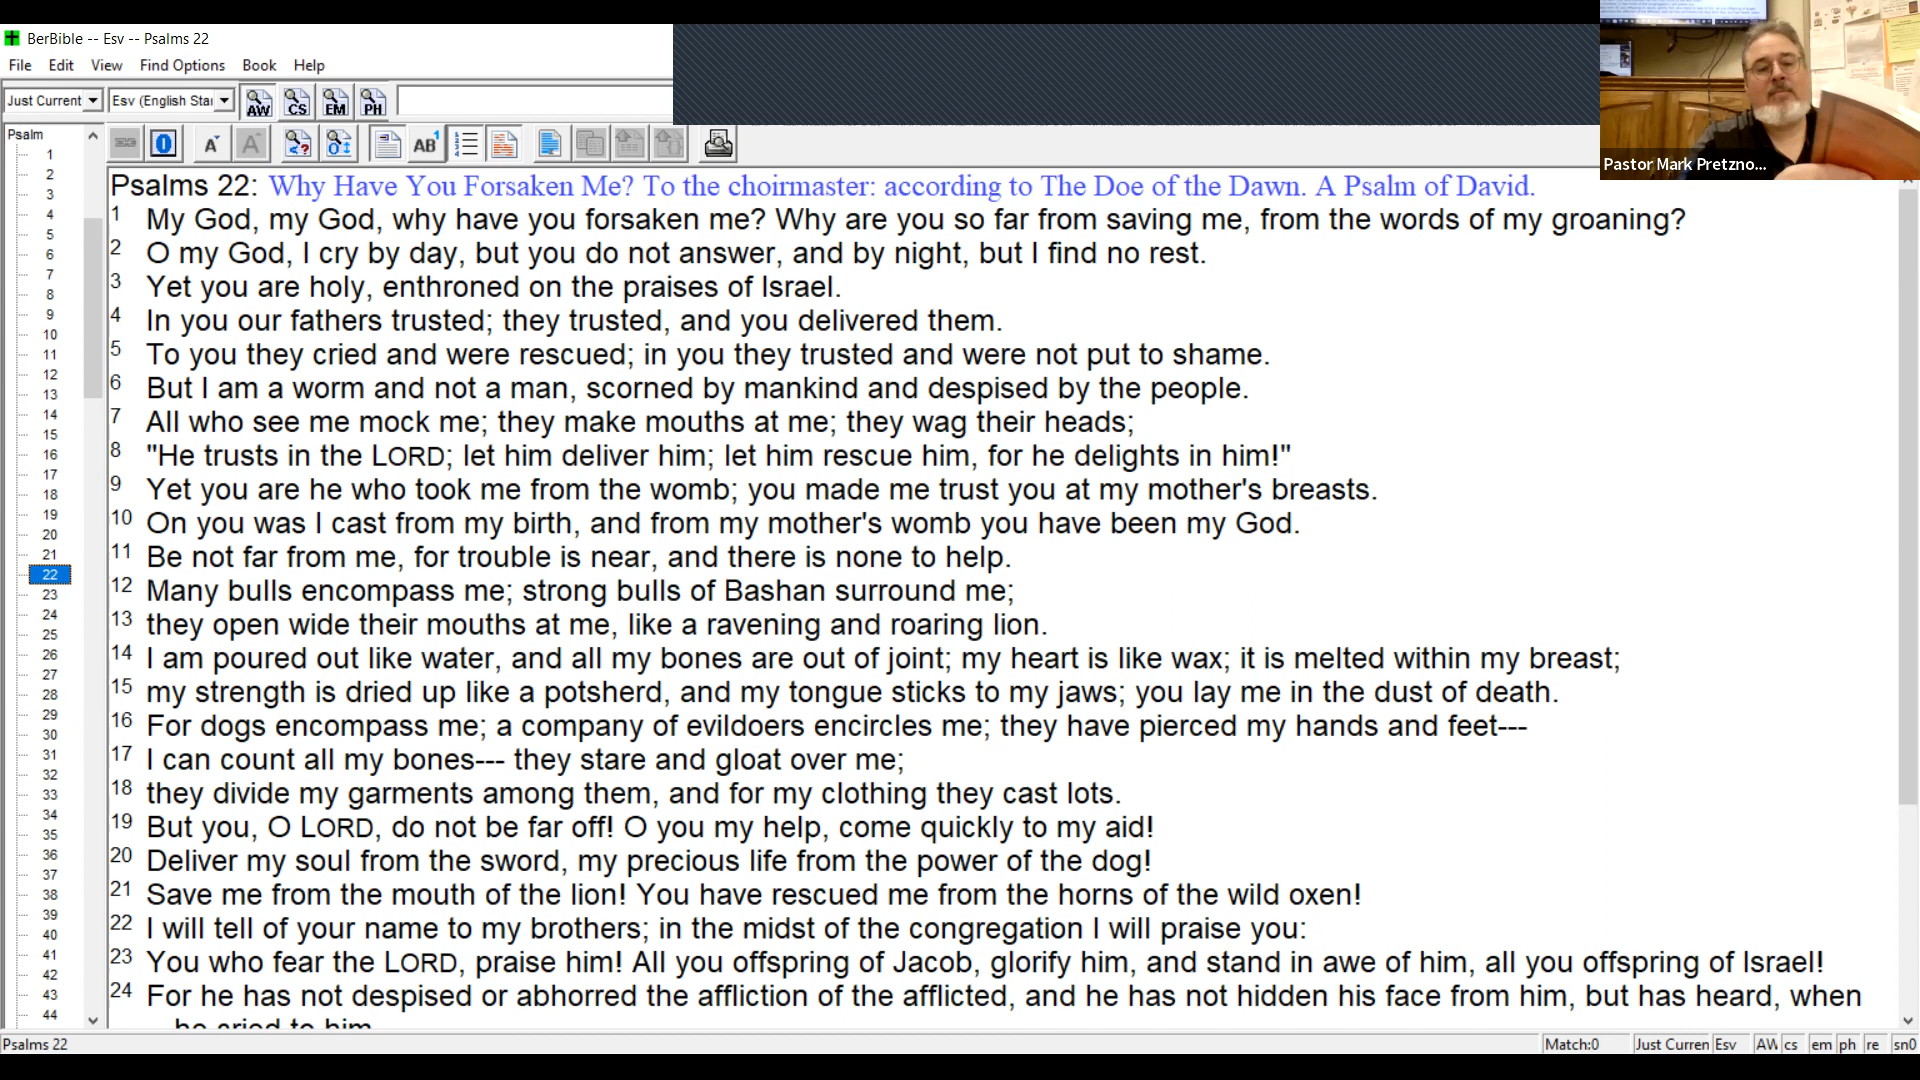 BerBible -- Esv -- Psalms 22
File Edit View Find Options Book Help
Just Current Esv (English Star AW CS EM PH
Psalm
AB1
Psalms 22: Why Have You Forsaken Me? To the choirmaster: according to The Doe of the Dawn. A Psalm of David.
1 My God, my God, why have you forsaken me? Why are you so far from saving me, from the words of my groaning?
2 O my God, I cry by day, but you do not answer, and by night, but I find no rest.
3 Yet you are holy, enthroned on the praises of Israel.
4 In you our fathers trusted; they trusted, and you delivered them.
5 To you they cried and were rescued; in you they trusted and were not put to shame.
6 But I am a worm and not a man, scorned by mankind and despised by the people.
7 All who see me mock me; they make mouths at me; they wag their heads;
8 "He trusts in the LORD; let him deliver him; let him rescue him, for he delights in him!"
9 Yet you are he who took me from the womb; you made me trust you at my mother's breasts.
10 On you was I cast from my birth, and from my mother's womb you have been my God.
11 Be not far from me, for trouble is near, and there is none to help.
12 Many bulls encompass me; strong bulls of Bashan surround me;
13 they open wide their mouths at me, like a ravening and roaring lion.
14 I am poured out like water, and all my bones are out of joint; my heart is like wax; it is melted within my breast;
15 my strength is dried up like a potsherd, and my tongue sticks to my jaws; you lay me in the dust of death.
16 For dogs encompass me; a company of evildoers encircles me; they have pierced my hands and feet---
17 I can count all my bones--- they stare and gloat over me;
18 they divide my garments among them, and for my clothing they cast lots.
19 But you, O LORD, do not be far off! O you my help, come quickly to my aid!
20 Deliver my soul from the sword, my precious life from the power of the dog!
21 Save me from the mouth of the lion! You have rescued me from the horns of the wild oxen!
22 I will tell of your name to my brothers; in the midst of the congregation I will praise you:
23 You who fear the LORD, praise him! All you offspring of Jacob, glorify him, and stand in awe of him, all you offspring of Israel!
24 For he has not despised or abhorred the affliction of the afflicted, and he has not hidden his face from him, but has heard, when
he cried to him.
1
2
3
4
5
6
7
8
9
10
11
12
13
14
15
16
17
18
19
20
21
22
23
24
25
26
27
28
29
30
31
32
33
34
35
36
37
38
39
40
41
42
43
44
Pastor Mark Pretzno...
Psalms 22 Match:0 Just Curren Esv AW cs em ph re sn0